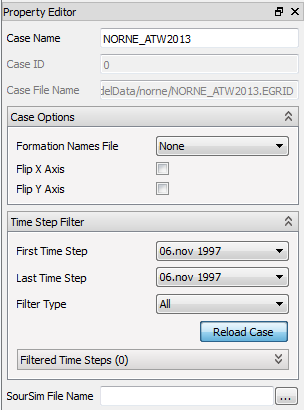 Property Editor
Case Name NORNE_ATW2013
Case ID 0
Case File Name delData/norne/NORNE_ATW2013.EGRID
Case Options
Formation Names File None
Flip X Axis
Flip Y Axis
Time Step Filter
First Time Step 06.nov 1997
Last Time Step 06.nov 1997
Filter Type All
Reload Case
Filtered Time Steps (0)
SourSim File Name ...